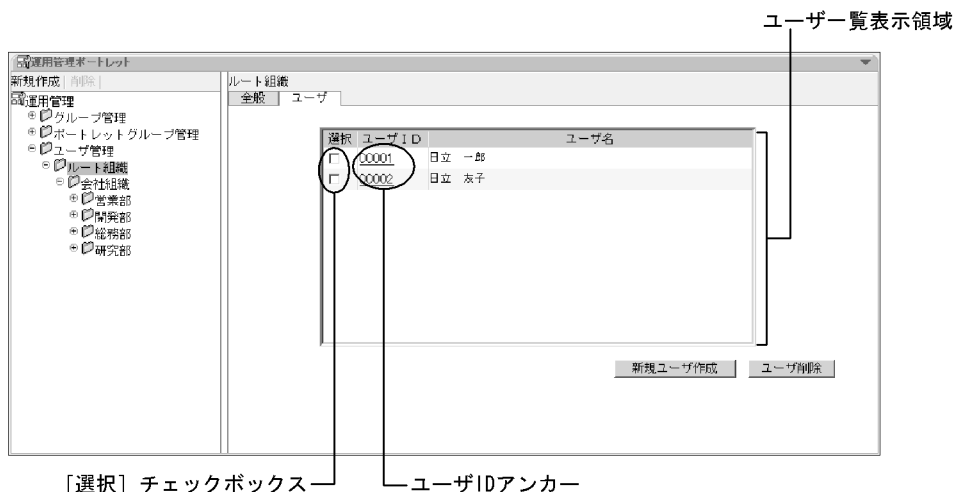 ユーザ一覧表示領域
運用管理ポートレット
新規作成 | 削除 |
運用管理
グループ管理
ポートレットグループ管理
ユーザ管理
ルート組織
会社組織
営業部
開発部
総務部
研究部
ルート組織
全般 ユーザ
選択 ユーザID ユーザ名
00001 日立 一郎
00002 日立 友子
新規ユーザ作成 ユーザ削除
[選択] チェックボックス ユーザIDアンカー